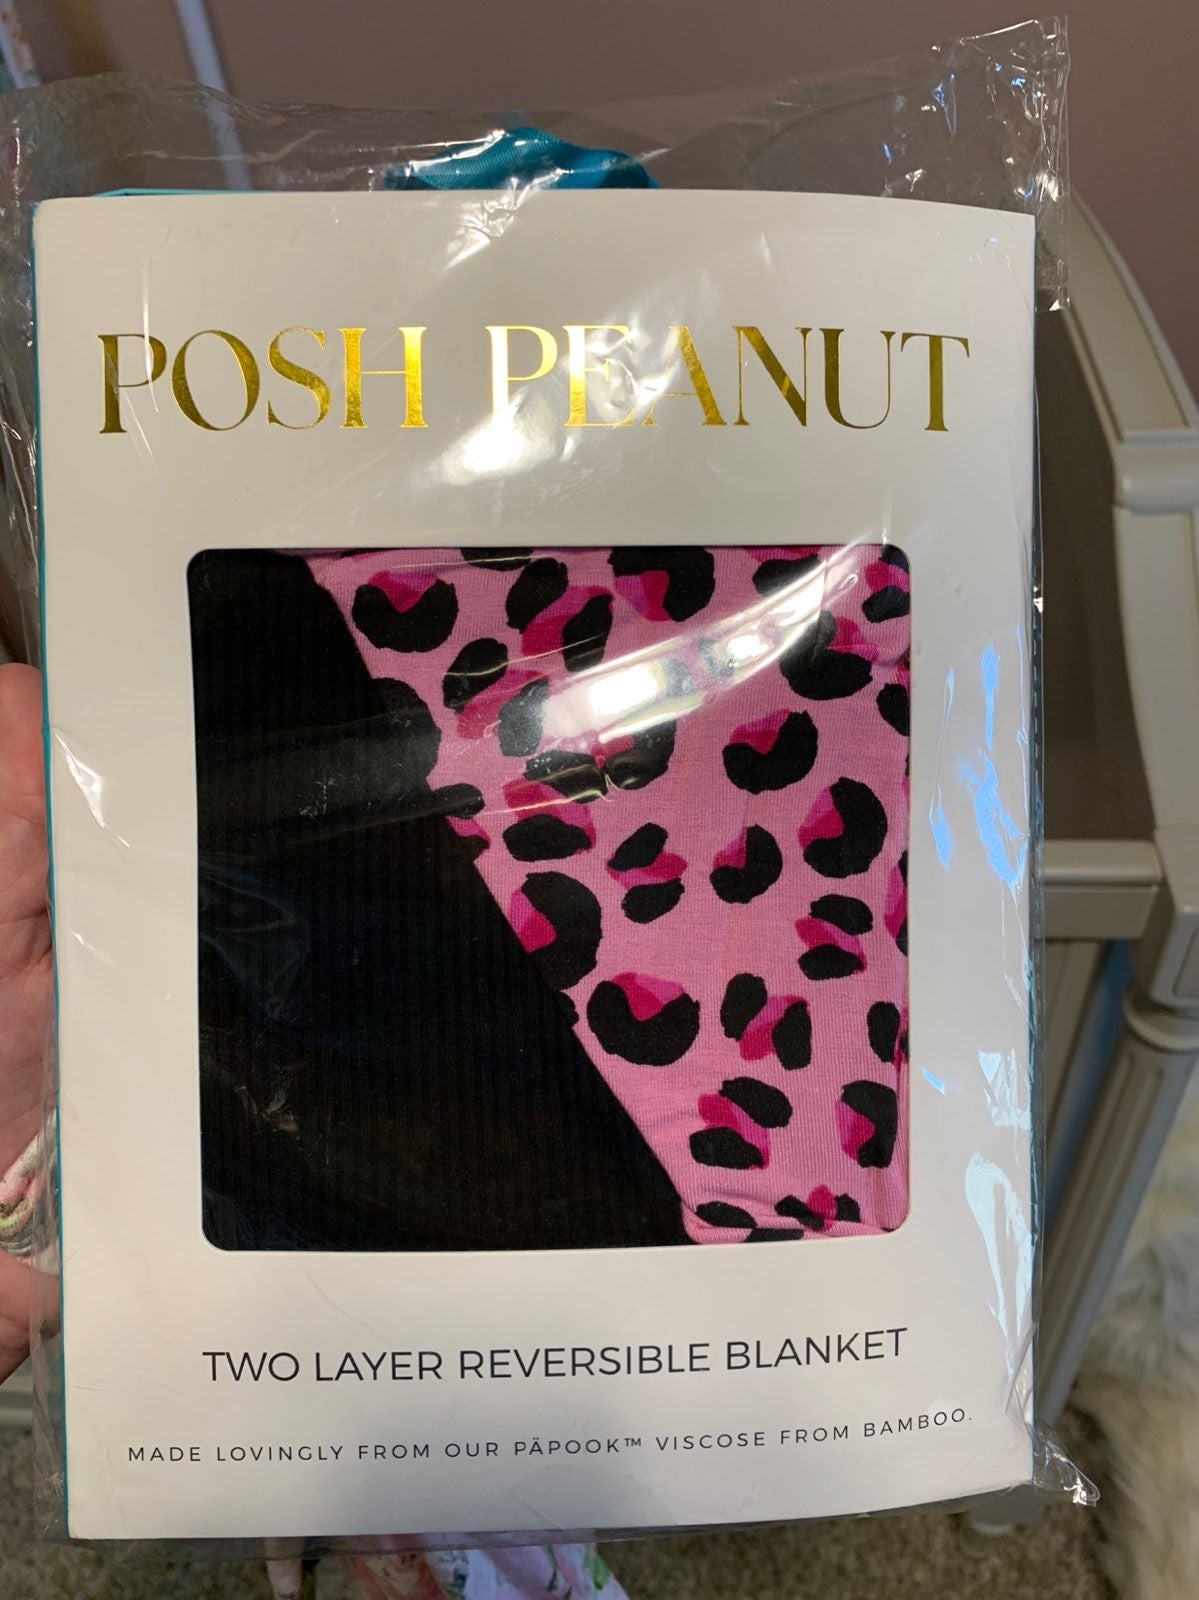 POSH PEANUT
TWO LAYER REVERSIBLE BLANKET
MADE LOVINGLY FROM OUR PÄPOOK™ VISCOSE FROM BAMBOO.